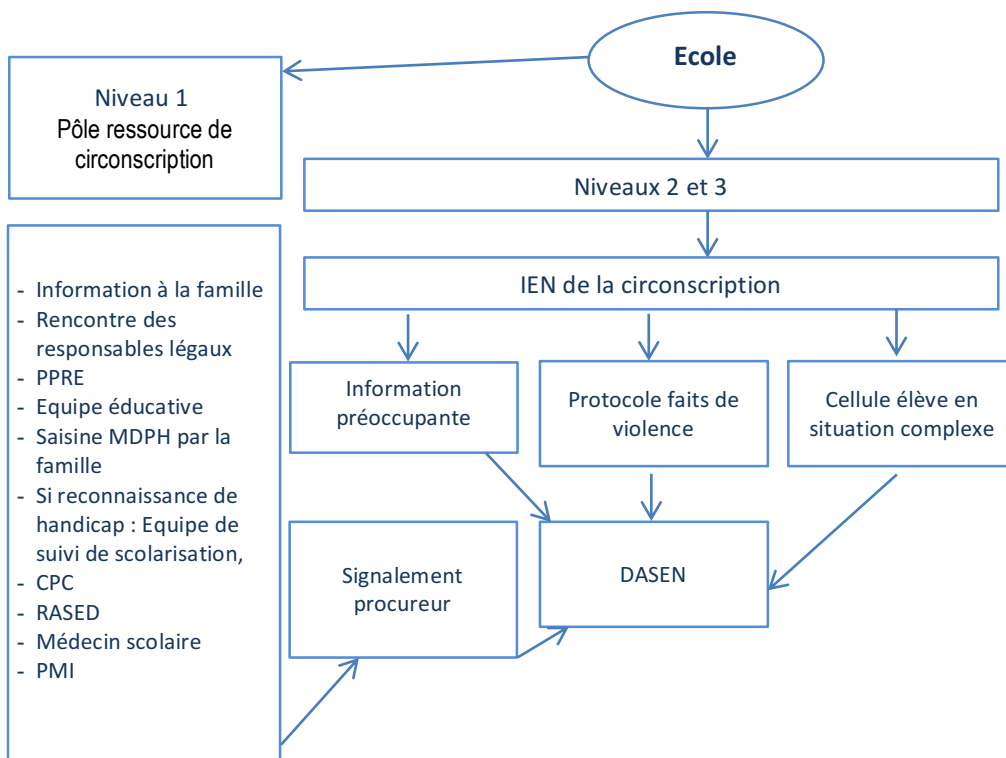 Ecole
Niveau 1
Pôle ressource de
circonscription
Niveaux 2 et 3
IEN de la circonscription
- Information à la famille
- Rencontre des
responsables légaux
- PPRE
- Equipe éducative
- Saisine MDPH par la
famille
- Si reconnaissance de
handicap : Equipe de
suivi de scolarisation,
- CPC
- RASED
- Médecin scolaire
- PMI
Information
préoccupante
Protocole faits de
violence
Cellule élève en
situation complexe
Signalement
procureur
DASEN